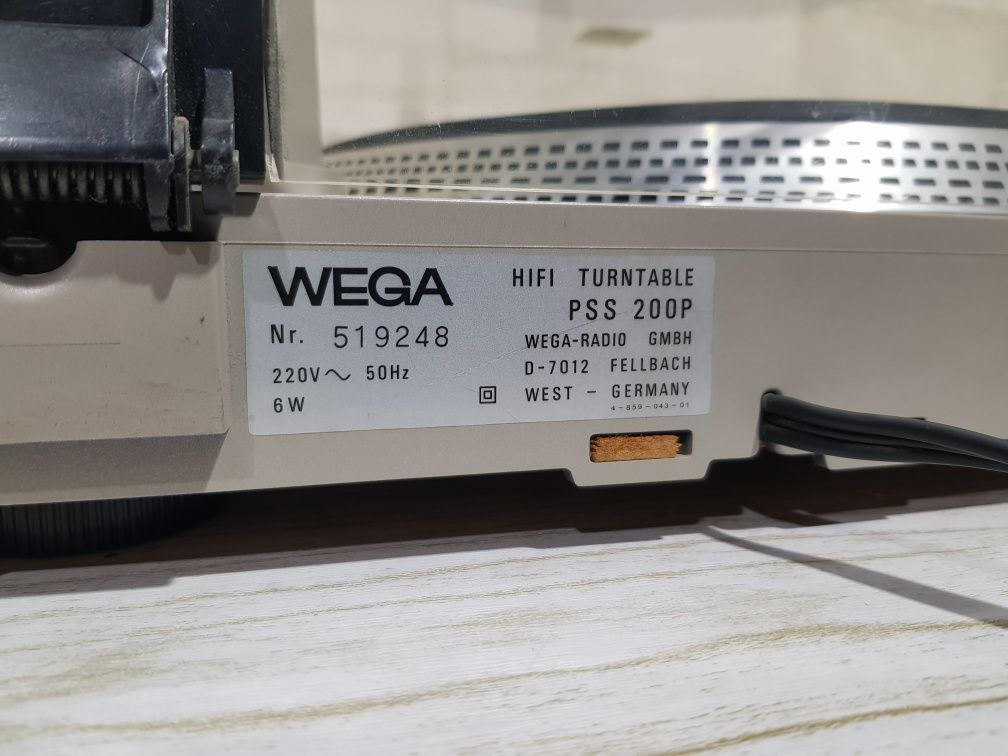 WEGA
Nr. 519248
220V～ 50Hz
6W
HIFI TURNTABLE
PSS 200P
WEGA-RADIO GMBH
D-7012 FELLBACH
WEST - GERMANY
4-859-043-01